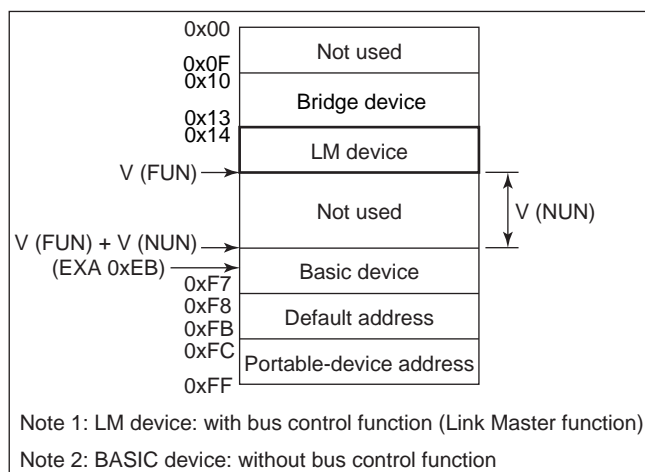 0x00
Not used
0x0F
0x10
Bridge device
0x13
0x14
LM device
V (FUN)
Not used
V (NUN)
V (FUN) + V (NUN)
(EXA 0xEB)
Basic device
0xF7
0xF8
Default address
0xFB
0xFC
Portable-device address
0xFF
Note 1: LM device: with bus control function (Link Master function)
Note 2: BASIC device: without bus control function